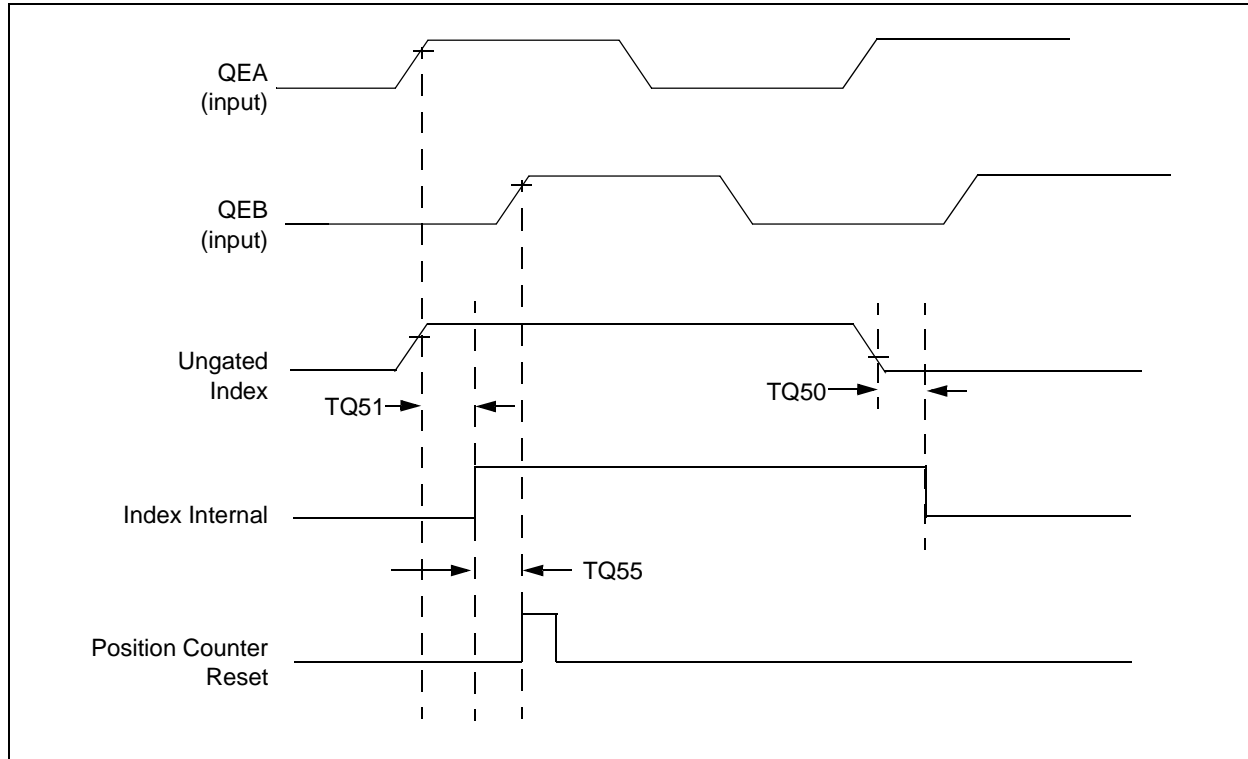 QEA
(input)
QEB
(input)
Ungated
Index
TQ51
TQ50
Index Internal
TQ55
Position Counter
Reset